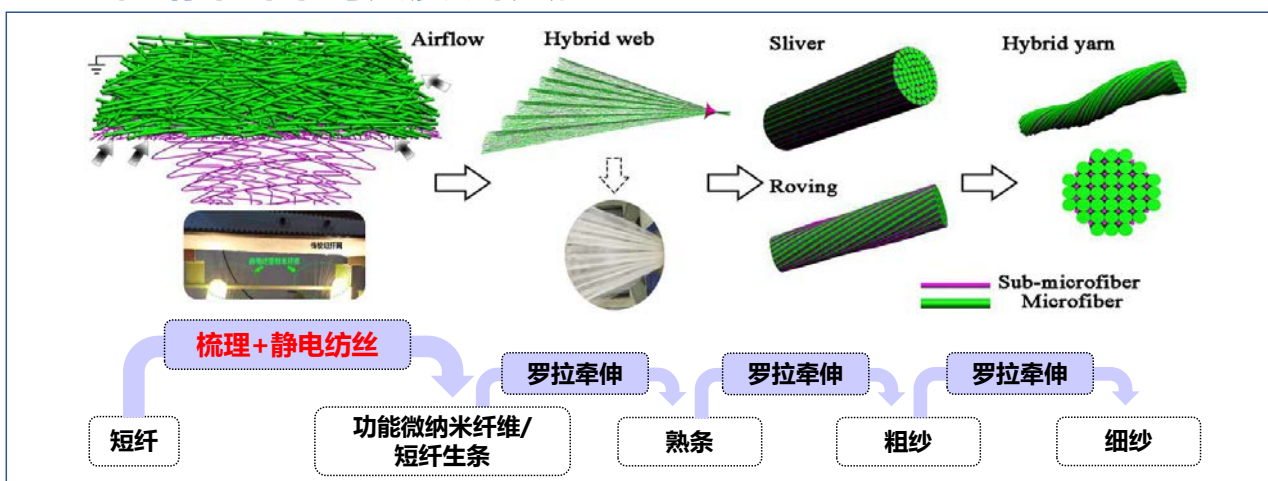 Airflow
Hybrid web
Sliver
Hybrid yarn
Roving
Sub-microfiber
Microfiber
梳理+静电纺丝
罗拉牵伸
罗拉牵伸
罗拉牵伸
短纤
功能微纳米纤维/
短纤生条
熟条
粗纱
细纱